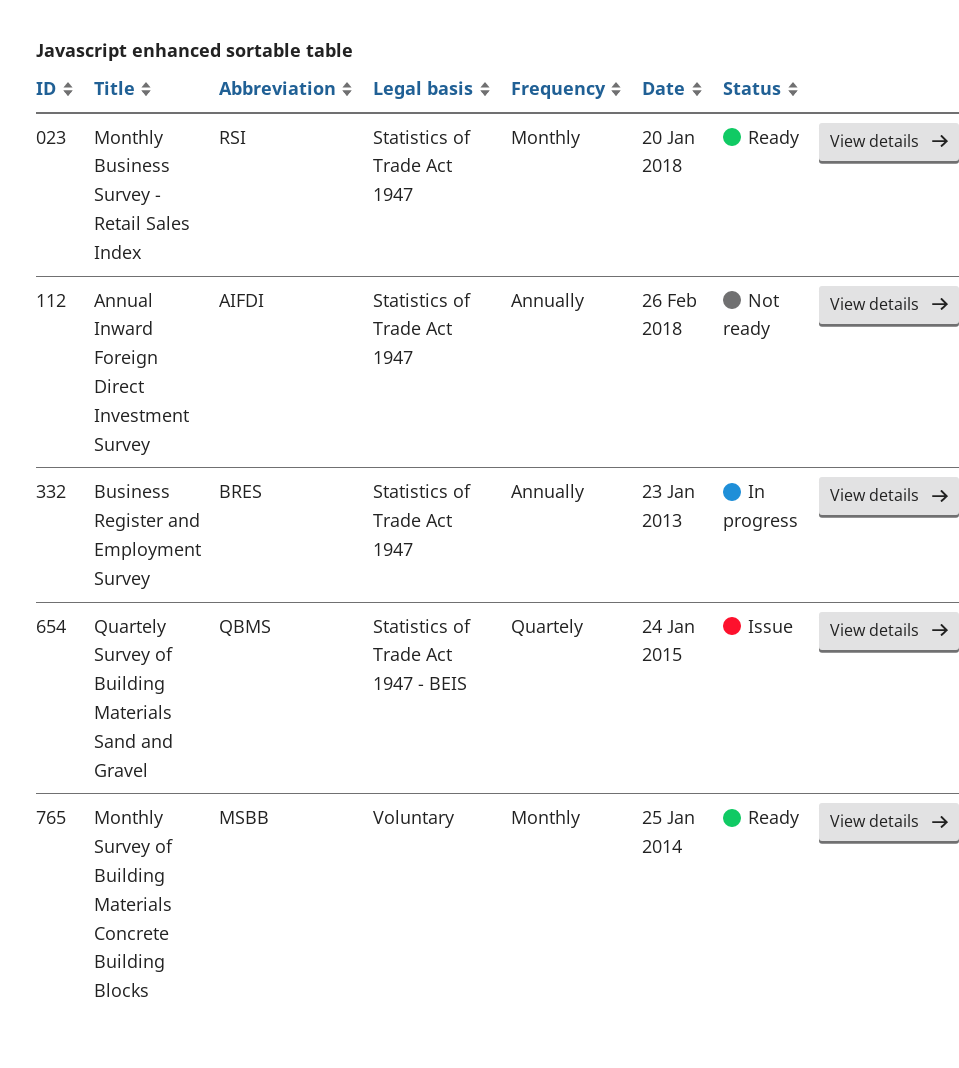 Javascript enhanced sortable table
ID Title Abbreviation Legal basis Frequency Date Status
023 Monthly RSI Statistics of Monthly 20 Jan Ready View details
Business Trade Act 2018
Survey - 1947
Retail Sales
Index
112 Annual AIFDI Statistics of Annually 26 Feb Not View details
Inward Trade Act 2018 ready
Foreign 1947
Direct
Investment
Survey
332 Business BRES Statistics of Annually 23 Jan In View details
Register and Trade Act 2013 progress
Employment 1947
Survey
654 Quartely QBMS Statistics of Quartely 24 Jan Issue View details
Survey of Trade Act 2015
Building 1947 - BEIS
Materials
Sand and
Gravel
765 Monthly MSBB Voluntary Monthly 25 Jan Ready View details
Survey of 2014
Building
Materials
Concrete
Building
Blocks